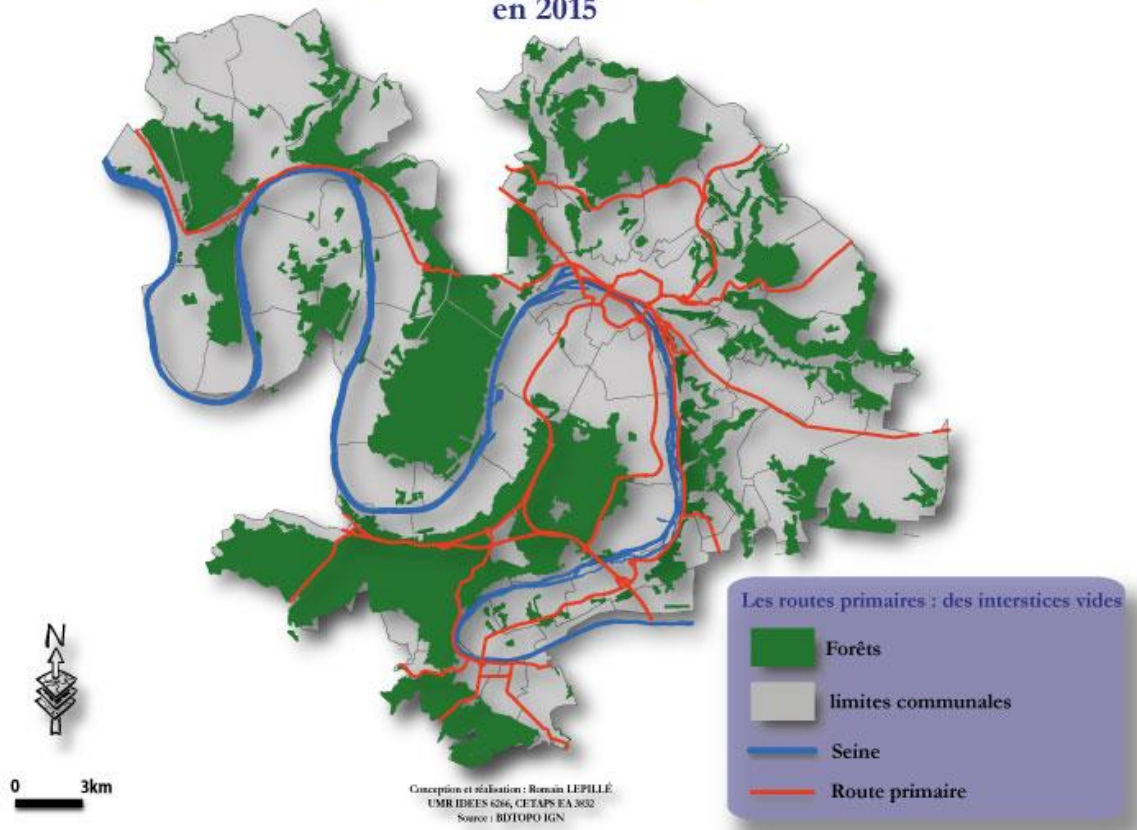 en 2015
Les routes primaires : des interstices vides
Forêts
limites communales
Seine
Route primaire
N
0 3km
Conception et réalisation : Romain LEPILLÉ
UMR IDEES 6266, CETAPS EA 3832
Source : BDTOPO IGN